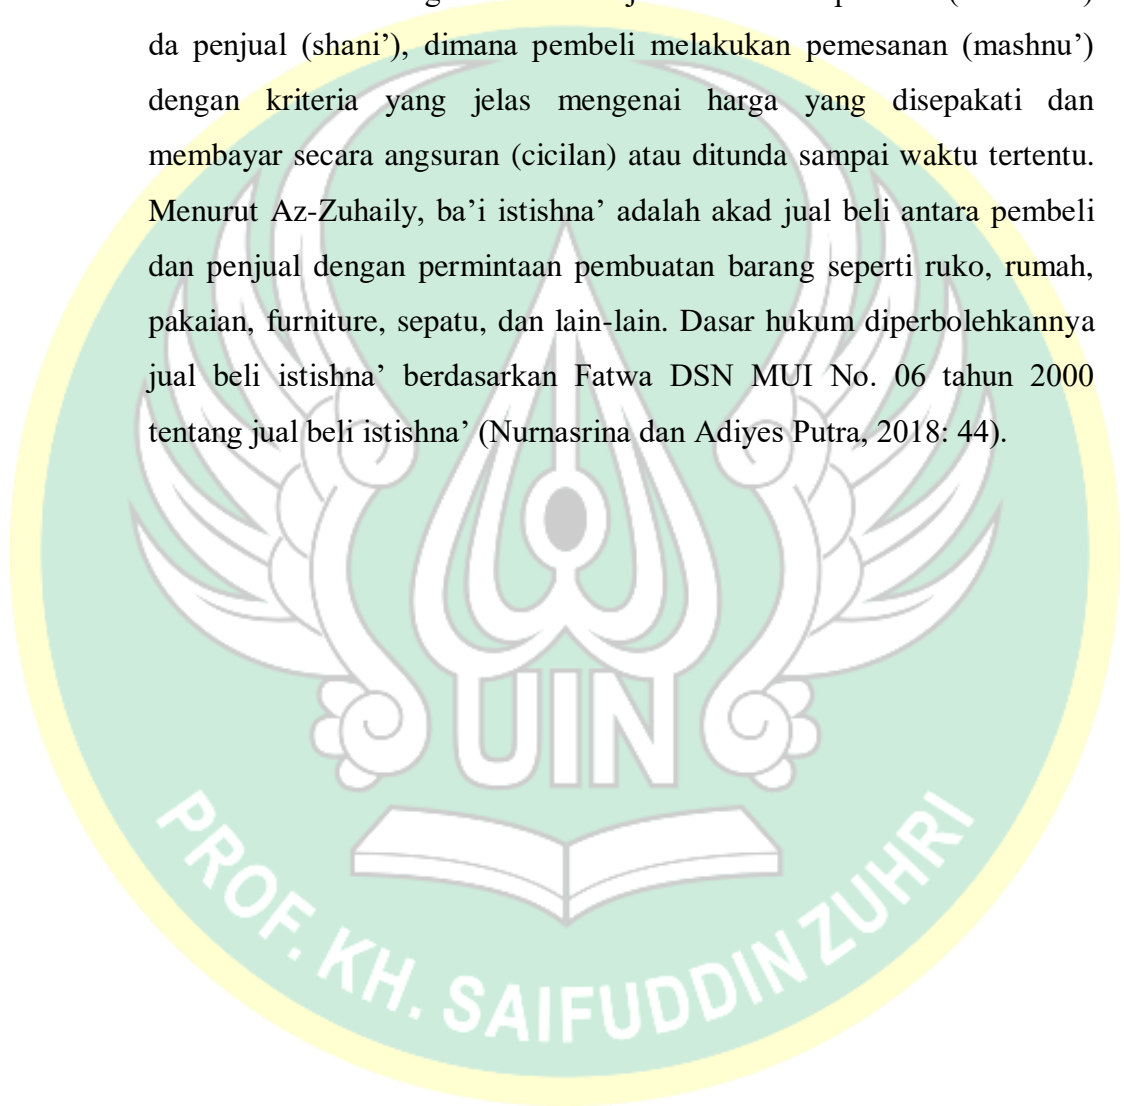 da penjual (shani’), dimana pembeli melakukan pemesanan (mashnu’)
dengan kriteria yang jelas mengenai harga yang disepakati dan
membayar secara angsuran (cicilan) atau ditunda sampai waktu tertentu.
Menurut Az-Zuhaily, ba’i istishna’ adalah akad jual beli antara pembeli
dan penjual dengan permintaan pembuatan barang seperti ruko, rumah,
pakaian, furniture, sepatu, dan lain-lain. Dasar hukum diperbolehkannya
jual beli istishna’ berdasarkan Fatwa DSN MUI No. 06 tahun 2000
tentang jual beli istishna’ (Nurnasrina dan Adiyes Putra, 2018: 44).
UIN
PROF. KH. SAIFUDDIN ZUHRI